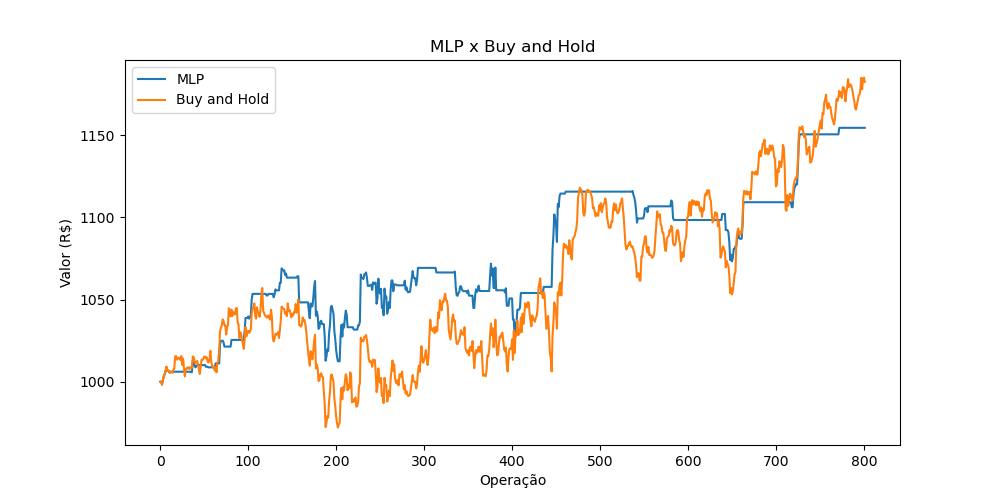 MLP x Buy and Hold
MLP
Buy and Hold
Valor (R$)
1150
1100
1050
1000
0 100 200 300 400 500 600 700 800
Operação